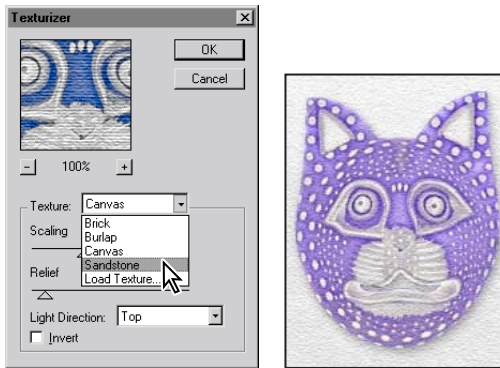 Texturizer
OK
Cancel
100%
Texture: Canvas
Brick
Burlap
Scaling
Canvas
Sandstone
Relief
Load Texture...
Light Direction: Top
Invert